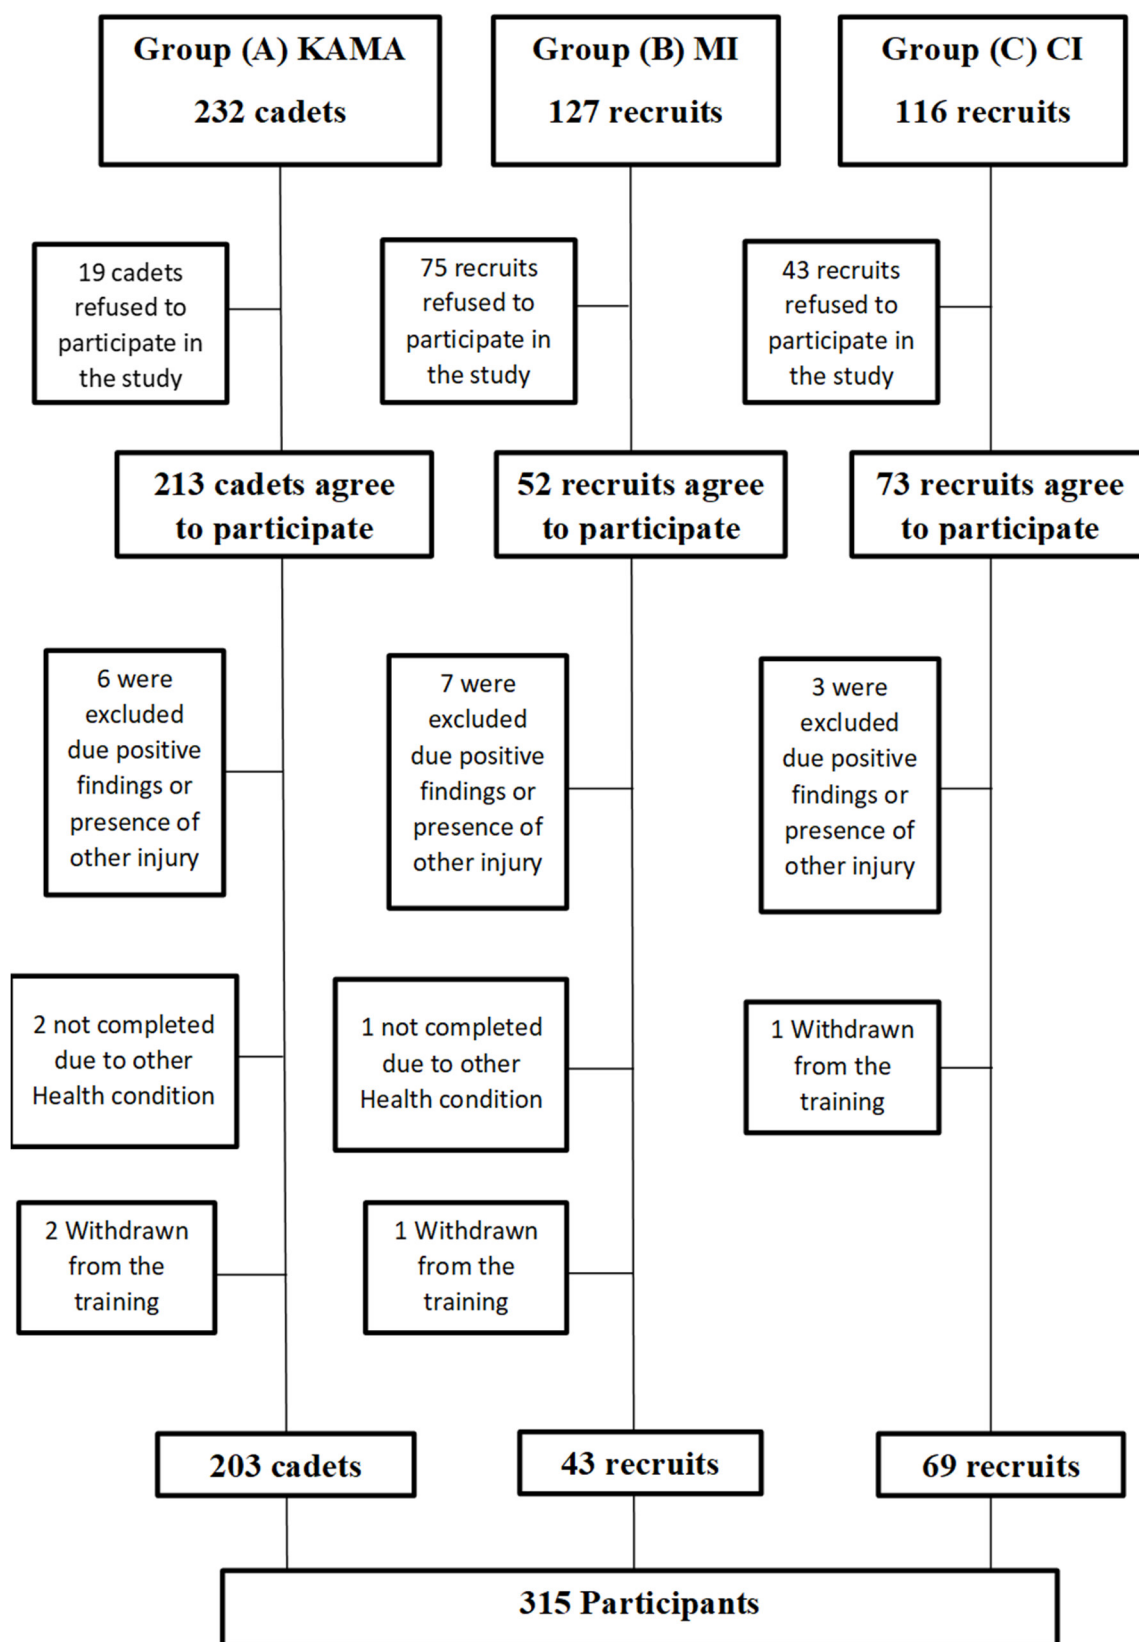 Group (A) KAMA
232 cadets
Group (B) MI
127 recruits
Group (C) CI
116 recruits
19 cadets
refused to
participate in
the study
75 recruits
refused to
participate in
the study
43 recruits
refused to
participate in
the study
213 cadets agree
to participate
52 recruits agree
to participate
73 recruits agree
to participate
6 were
excluded
due positive
findings or
presence of
other injury
7 were
excluded
due positive
findings or
presence of
other injury
3 were
excluded
due positive
findings or
presence of
other injury
2 not completed
due to other
Health condition
1 not completed
due to other
Health condition
1 Withdrawn
from the
training
2 Withdrawn
from the
training
1 Withdrawn
from the
training
203 cadets
43 recruits
69 recruits
315 Participants